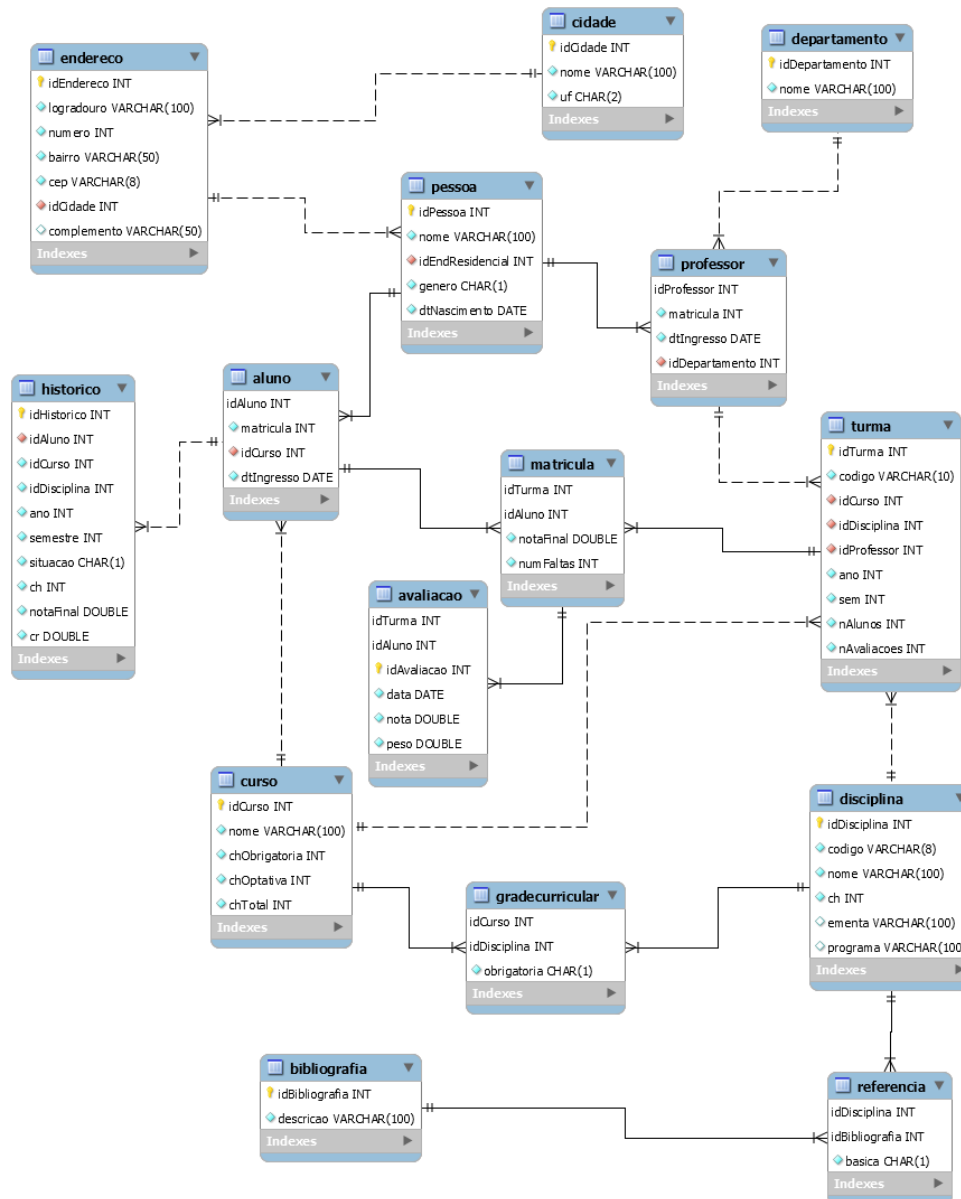 endereco
idEndereco INT
logradouro VARCHAR(100)
numero INT
bairro VARCHAR(50)
cep VARCHAR(8)
idCidade INT
complemento VARCHAR(50)
Indexes
cidade
idCidade INT
nome VARCHAR(100)
uf CHAR(2)
Indexes
departamento
idDepartamento INT
nome VARCHAR(100)
Indexes
pessoa
idPessoa INT
nome VARCHAR(100)
idEndResidencial INT
genero CHAR(1)
dtNascimento DATE
Indexes
professor
idProfessor INT
matricula INT
dtIngresso DATE
idDepartamento INT
Indexes
historico
idHistorico INT
idAluno INT
idCurso INT
idDisciplina INT
ano INT
semestre INT
situacao CHAR(1)
ch INT
notaFinal DOUBLE
cr DOUBLE
Indexes
aluno
idAluno INT
matricula INT
idCurso INT
dtIngresso DATE
Indexes
matricula
idTurma INT
idAluno INT
notaFinal DOUBLE
numFaltas INT
Indexes
turma
idTurma INT
codigo VARCHAR(10)
idCurso INT
idDisciplina INT
idProfessor INT
ano INT
sem INT
nAlunos INT
nAvaliacoes INT
Indexes
avaliacao
idTurma INT
idAluno INT
idAvaliacao INT
data DATE
nota DOUBLE
peso DOUBLE
Indexes
curso
idCurso INT
nome VARCHAR(100)
chObrigatoria INT
chOptativa INT
chTotal INT
Indexes
gradecurricular
idCurso INT
idDisciplina INT
obrigatoria CHAR(1)
Indexes
disciplina
idDisciplina INT
codigo VARCHAR(8)
nome VARCHAR(100)
ch INT
ementa VARCHAR(100)
programa VARCHAR(100
Indexes
bibliografia
idBibliografia INT
descricao VARCHAR(100)
Indexes
referencia
idDisciplina INT
idBibliografia INT
basica CHAR(1)
Indexes